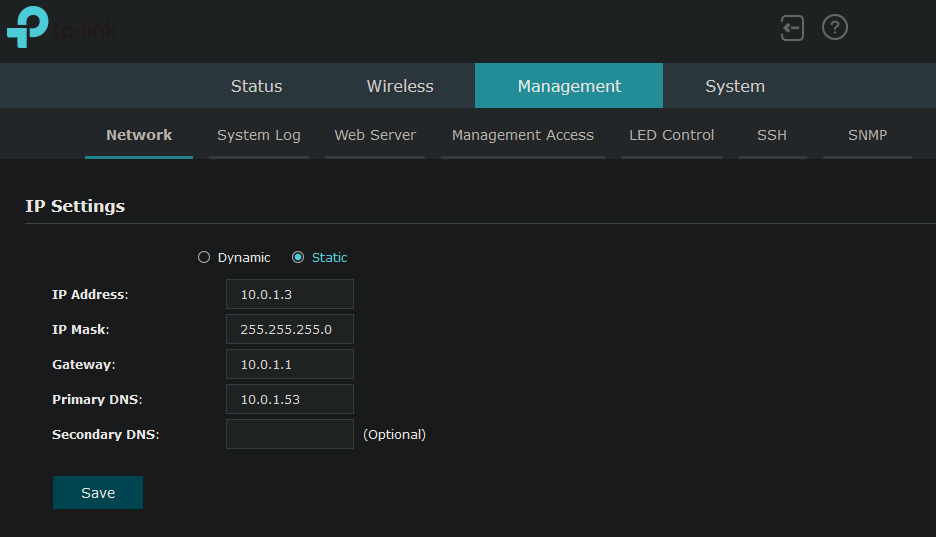 tp-link
Status Wireless Management System
Network System Log Web Server Management Access LED Control SSH SNMP
IP Settings
Dynamic Static
IP Address: 10.0.1.3
IP Mask: 255.255.255.0
Gateway: 10.0.1.1
Primary DNS: 10.0.1.53
Secondary DNS: (Optional)
Save